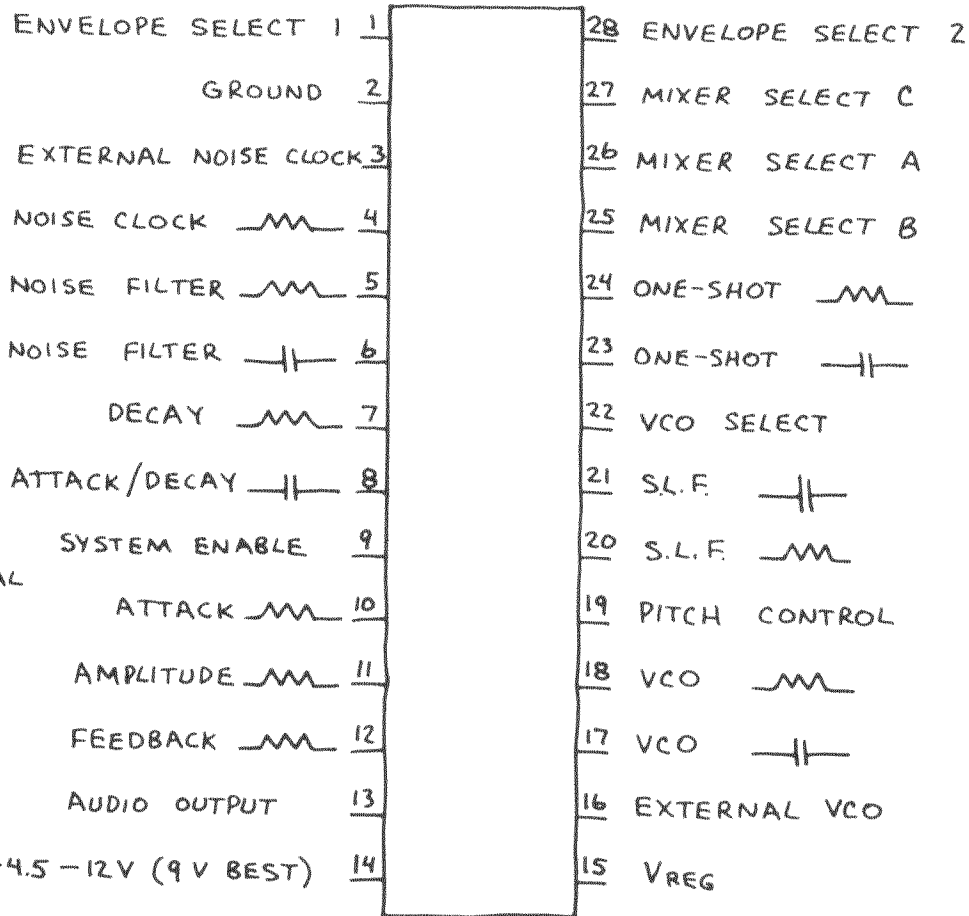 ENVELOPE SELECT 1 1
GROUND 2
EXTERNAL NOISE CLOCK 3
NOISE CLOCK 4
NOISE FILTER 5
NOISE FILTER 6
DECAY 7
ATTACK/DECAY 8
SYSTEM ENABLE 9
ATTACK 10
AMPLITUDE 11
FEEDBACK 12
AUDIO OUTPUT 13
4.5-12V (9 V BEST) 14
28 ENVELOPE SELECT 2
27 MIXER SELECT C
26 MIXER SELECT A
25 MIXER SELECT B
24 ONE-SHOT
23 ONE-SHOT
22 VCO SELECT
21 S.L.F.
20 S.L.F.
19 PITCH CONTROL
18 VCO
17 VCO
16 EXTERNAL VCO
15 VREG